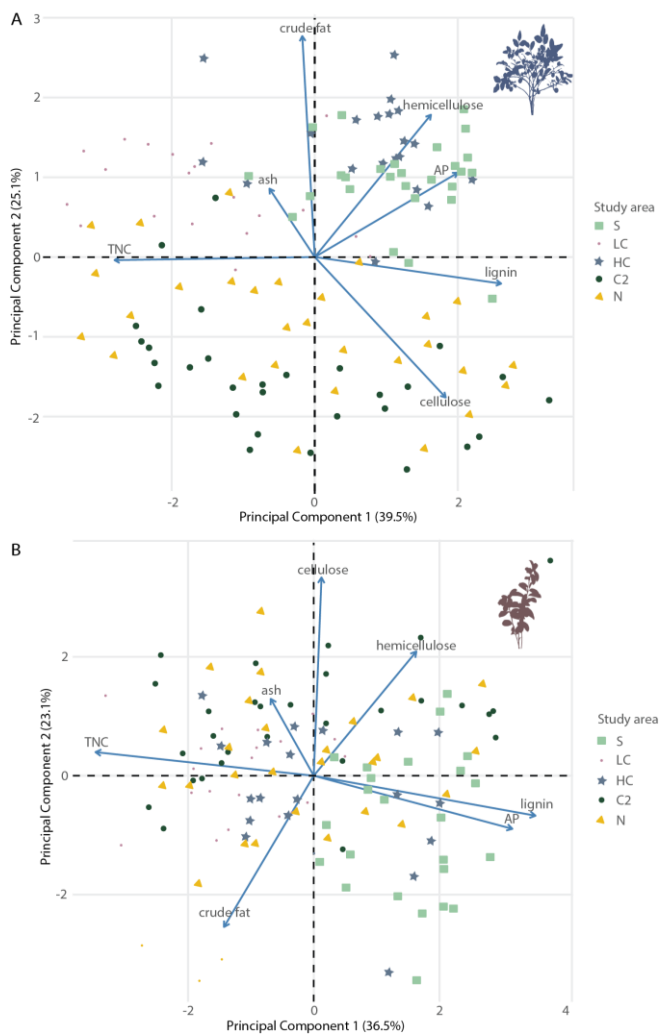 A
3
crude fat
2
hemicellulose
AP
1
ash
Study area
S
TNC
LC
0
HC
lignin
C2
N
-1
cellulose
-2
-3
Principal Component 2 (25.1%)
-2
0
2
Principal Component 1 (39.5%)
B
cellulose
2
hemicellulose
ash
Study area
TNC
S
LC
0
HC
lignin
C2
AP
N
-2
crude fat
Principal Component 2 (23.1%)
-2
0
2
4
Principal Component 1 (36.5%)